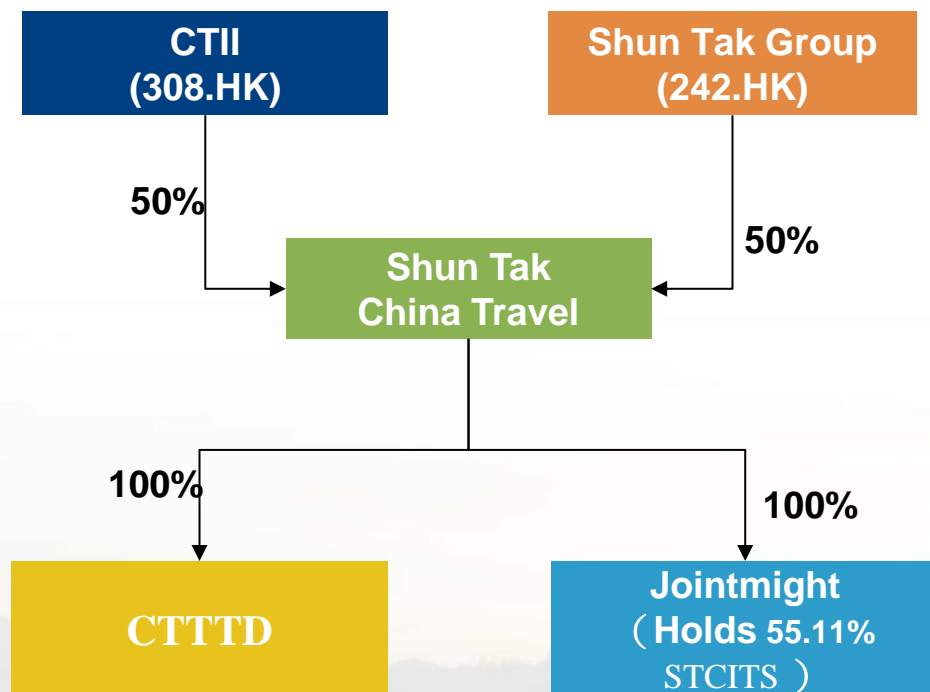 CTII
(308.HK)
Shun Tak Group
(242.HK)
50%
50%
Shun Tak
China Travel
100%
100%
CTTTD
Jointmight
（Holds 55.11%
STCITS ）